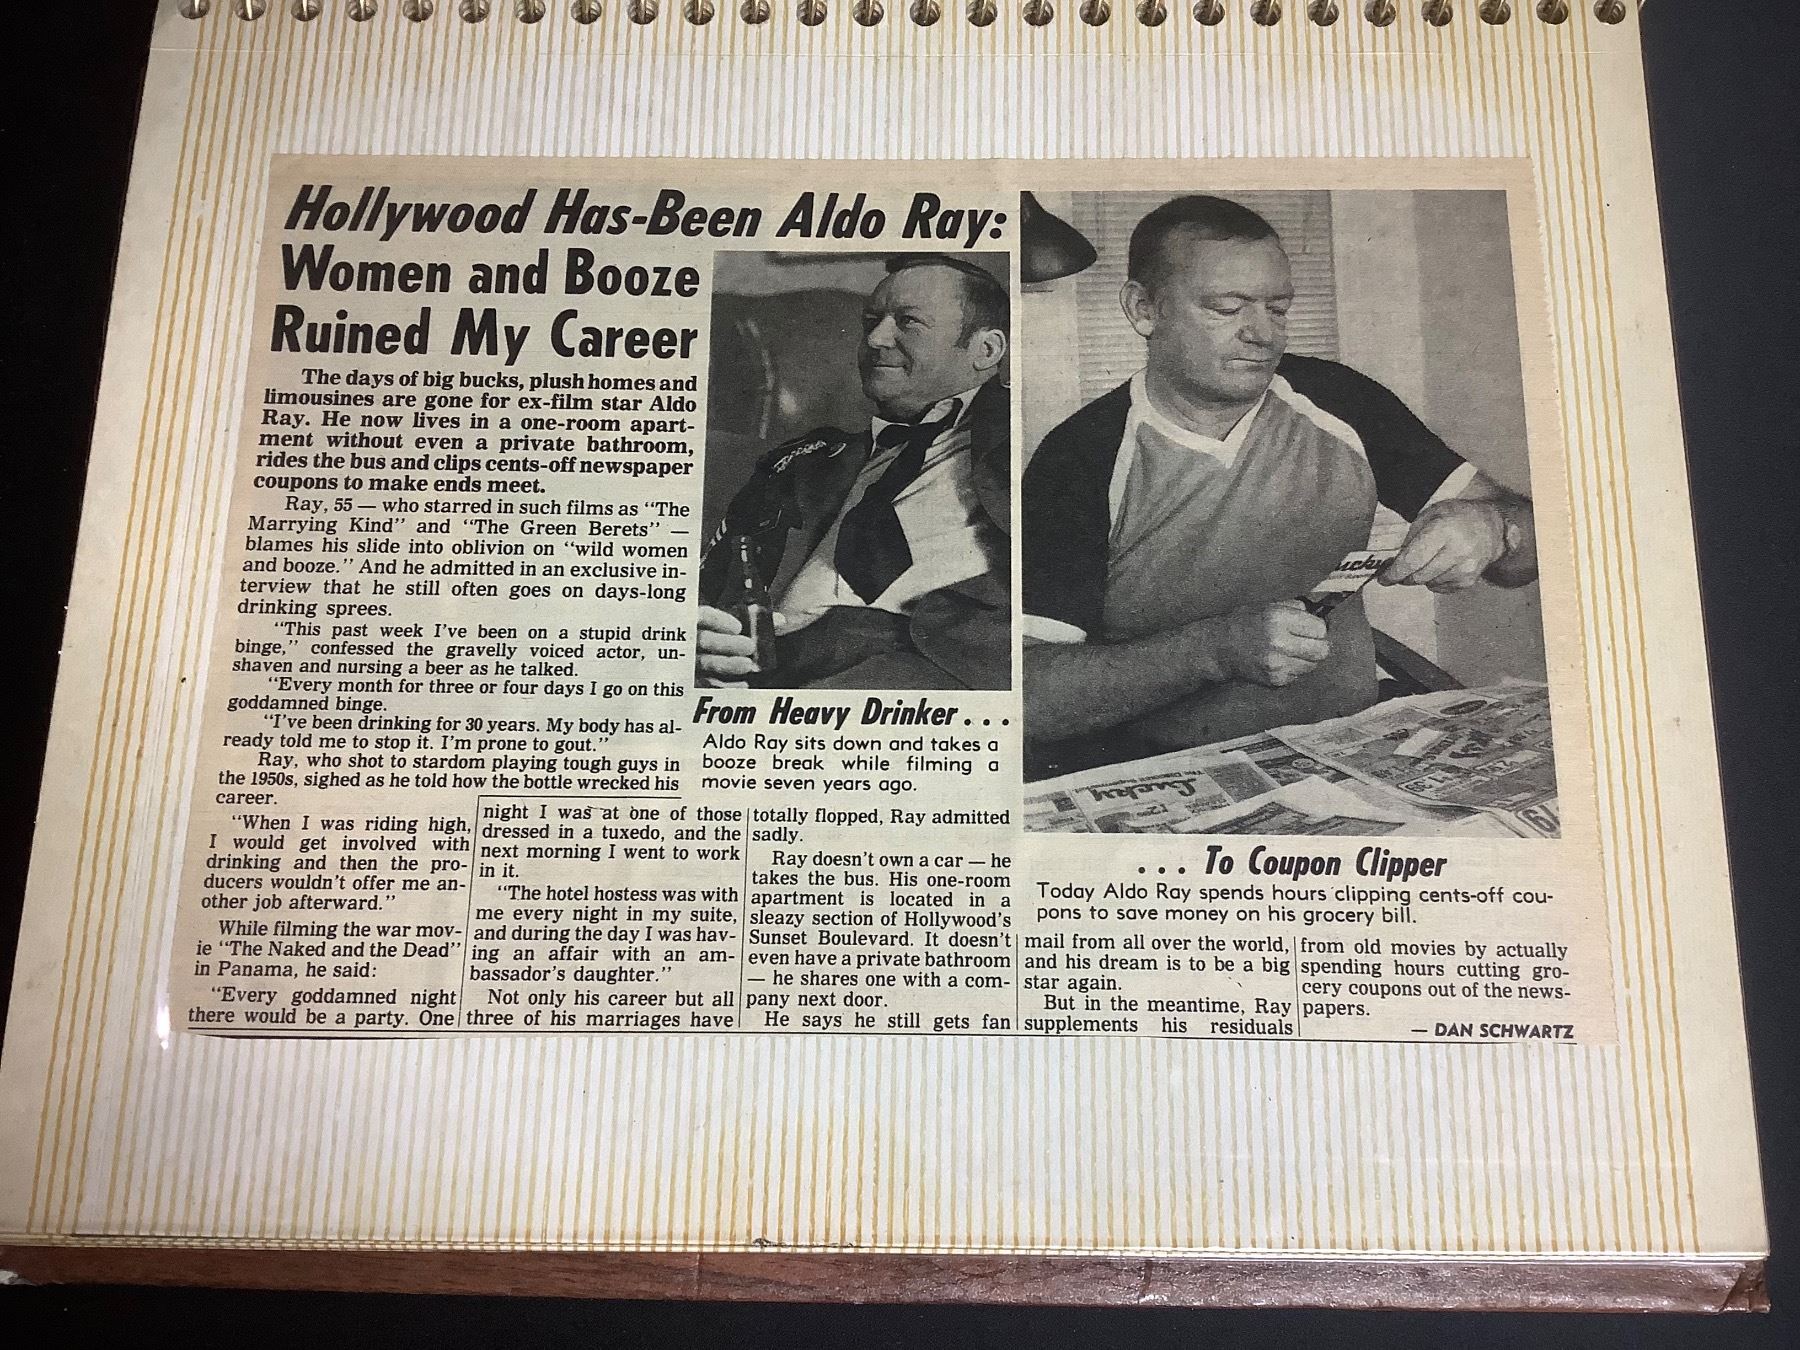 Hollywood Has-Been Aldo Ray:
Women and Booze
Ruined My Career
The days of big bucks, plush homes and
limousines are gone for ex-film star Aldo
Ray. He now lives in a one-room apart-
ment without even a private bathroom,
rides the bus and clips cents-off newspaper
coupons to make ends meet.
Ray, 55 — who starred in such films as "The
Marrying Kind" and "The Green Berets" —
blames his slide into oblivion on "wild women
and booze." And he admitted in an exclusive in-
terview that he still often goes on days-long
drinking sprees.
"This past week I've been on a stupid drink
binge," confessed the gravelly voiced actor, un-
shaven and nursing a beer as he talked.
"Every month for three or four days I go on this
goddamned binge.
"I've been drinking for 30 years. My body has al-
ready told me to stop it. I'm prone to gout."
Ray, who shot to stardom playing tough guys in
the 1950s, sighed as he told how the bottle wrecked his
career.
"When I was riding high,
I would get involved with
drinking and then the pro-
ducers wouldn't offer me an-
other job afterward."
While filming the war mov-
ie "The Naked and the Dead"
in Panama, he said:
"Every goddamned night
there would be a party. One
night I was at one of those
dressed in a tuxedo, and the
next morning I went to work
in it.
"The hotel hostess was with
me every night in my suite,
and during the day I was hav-
ing an affair with an am-
bassador's daughter."
Not only his career but all
three of his marriages have
totally flopped, Ray admitted
sadly.
Ray doesn't own a car — he
takes the bus. His one-room
apartment is located in a
sleazy section of Hollywood's
Sunset Boulevard. It doesn't
even have a private bathroom
— he shares one with a com-
pany next door.
He says he still gets fan
mail from all over the world,
and his dream is to be a big
star again.
But in the meantime, Ray
supplements his residuals
from old movies by actually
spending hours cutting gro-
cery coupons out of the news-
papers.
— DAN SCHWARTZ
From Heavy Drinker . . .
Aldo Ray sits down and takes a
booze break while filming a
movie seven years ago.
. . . To Coupon Clipper
Today Aldo Ray spends hours clipping cents-off cou-
pons to save money on his grocery bill.
Lucky